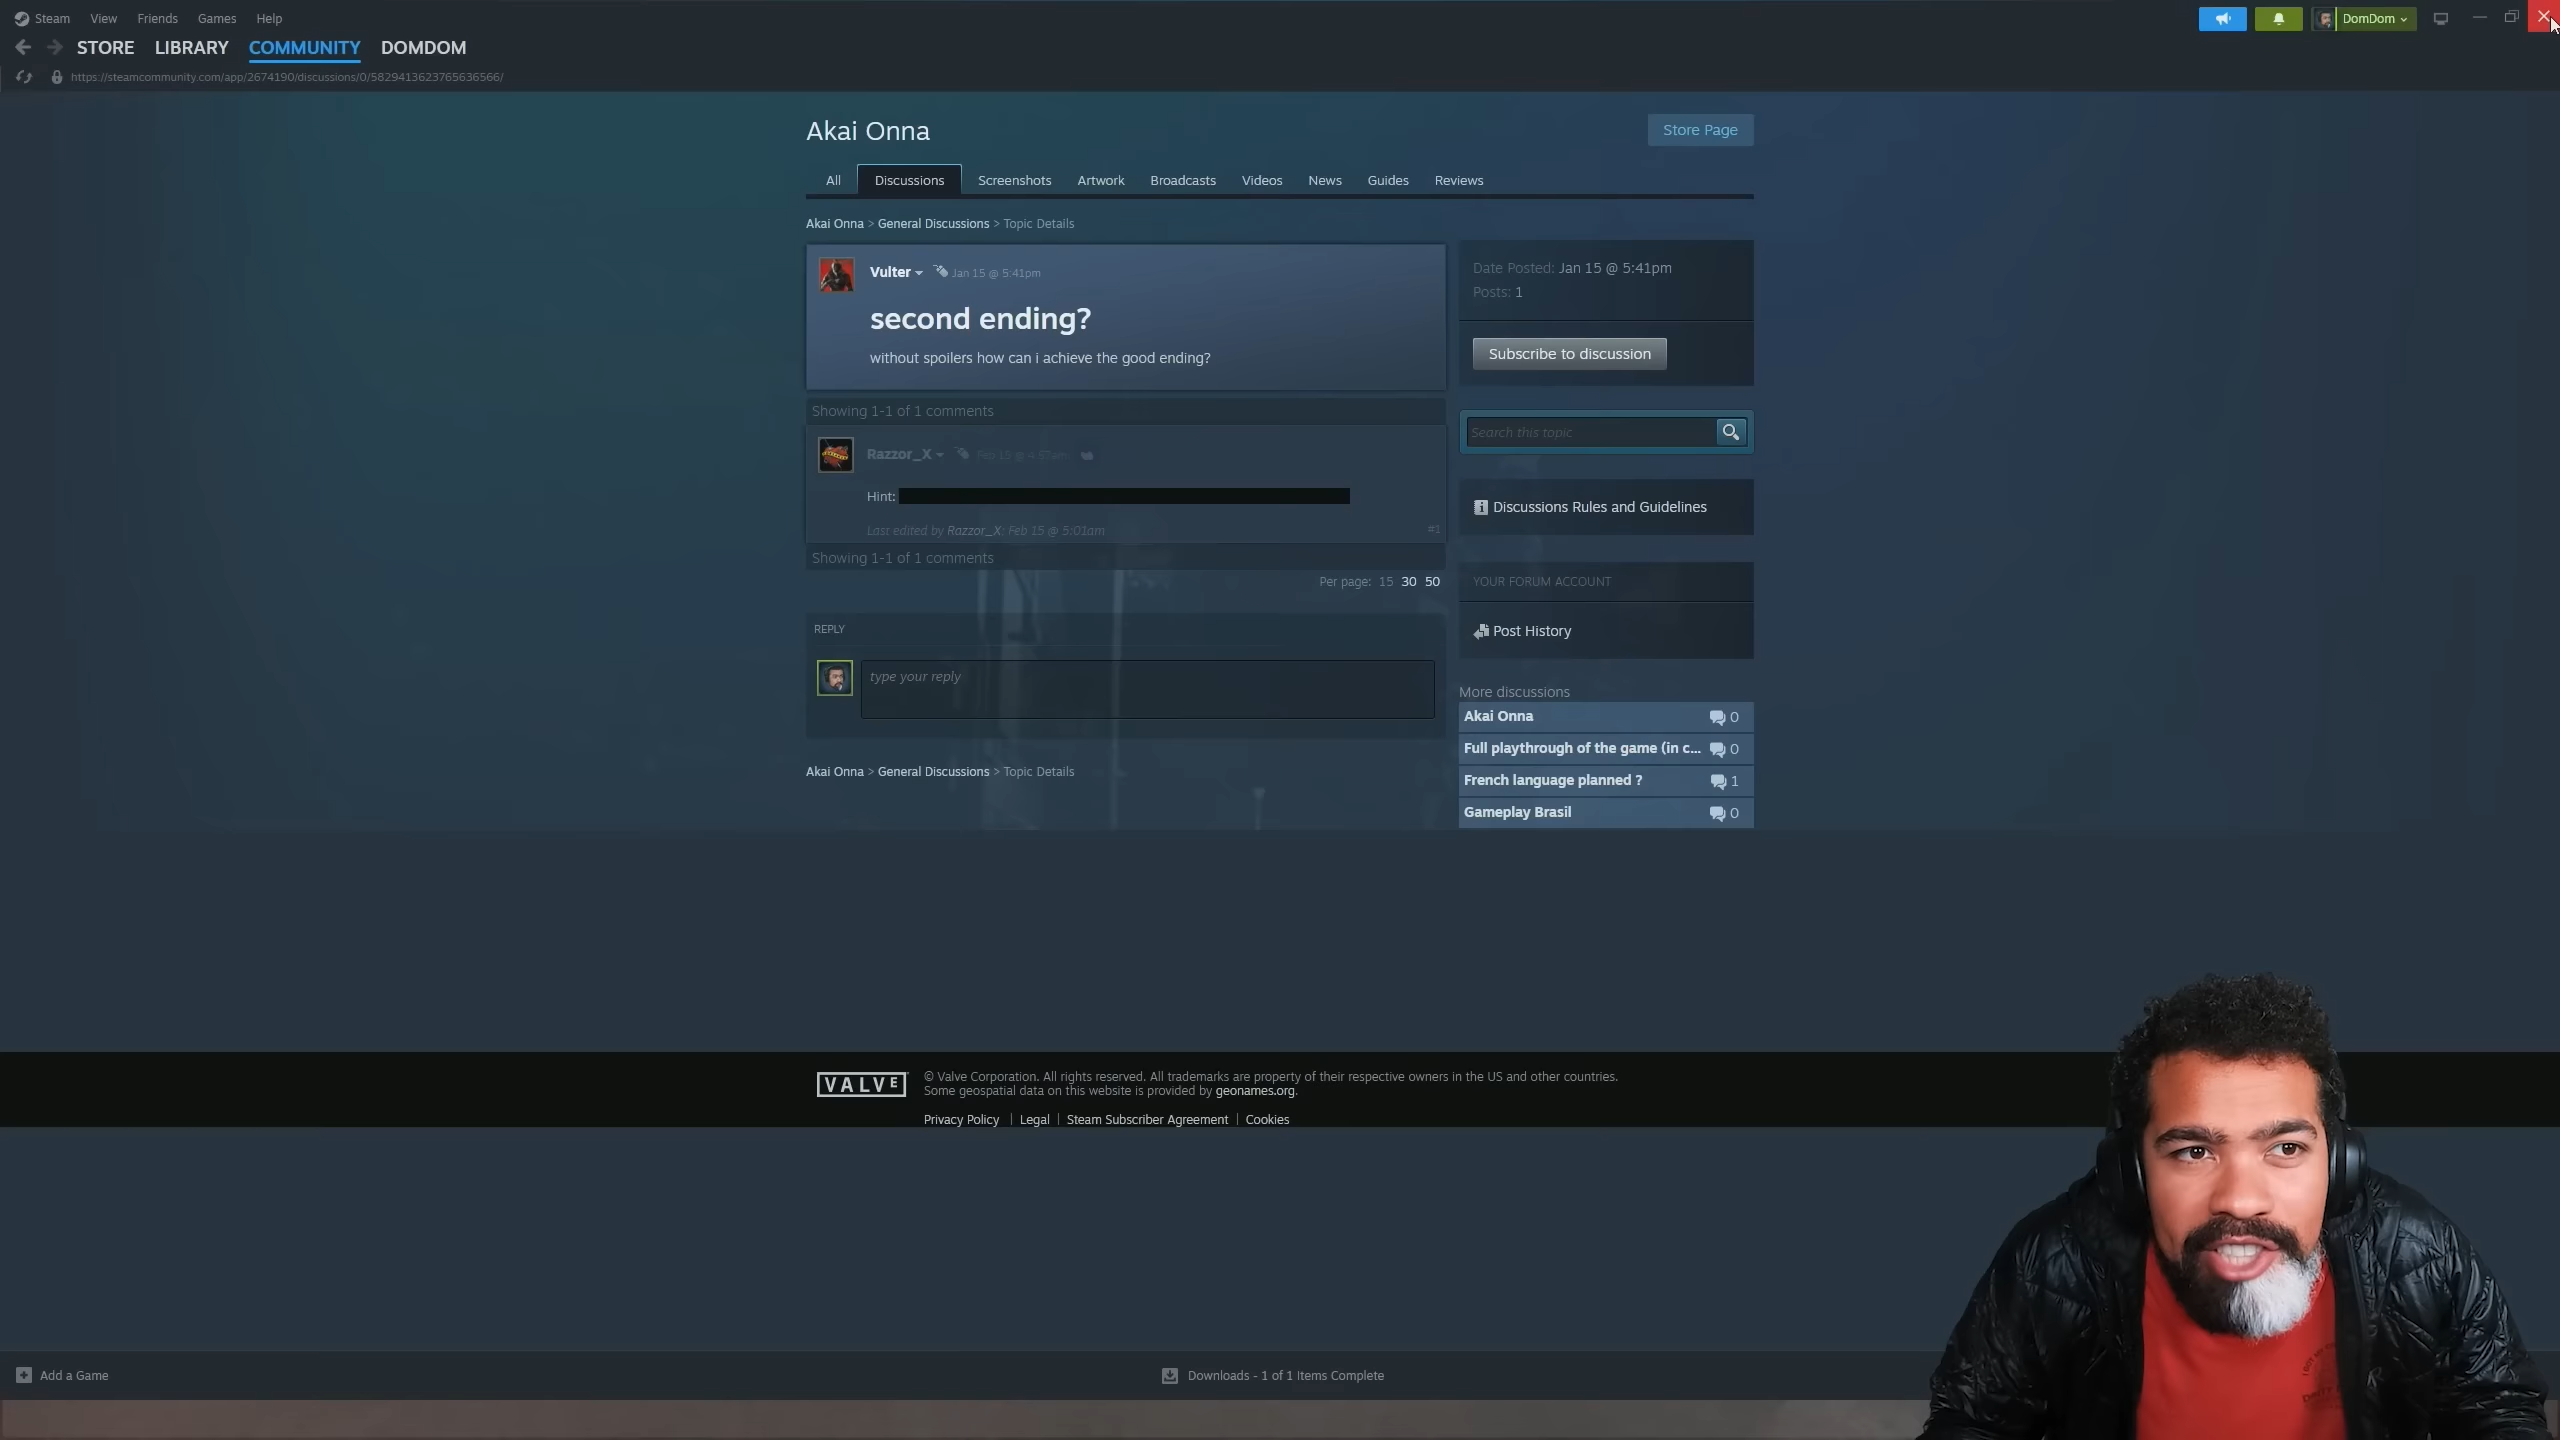 Steam View Friends Games Help
DomDom
STORE LIBRARY COMMUNITY DOMDOM
https://steamcommunity.com/app/2674190/discussions/0/5829413623765636566/
Akai Onna
Store Page
All Discussions Screenshots Artwork Broadcasts Videos News Guides Reviews
Akai Onna > General Discussions > Topic Details
Vulter Jan 15 @ 5:41pm
second ending?
without spoilers how can i achieve the good ending?
Date Posted: Jan 15 @ 5:41pm
Posts: 1
Subscribe to discussion
Showing 1-1 of 1 comments
Search this topic
Razzor_X Feb 15 @ 4:57am
Hint:
Last edited by Razzor_X; Feb 15 @ 5:01am
#1
Discussions Rules and Guidelines
Showing 1-1 of 1 comments
Per page: 15 30 50
YOUR FORUM ACCOUNT
Post History
REPLY
type your reply
More discussions
Akai Onna 0
Full playthrough of the game (in c... 0
French language planned ? 1
Gameplay Brasil 0
Akai Onna > General Discussions > Topic Details
VALVE
© Valve Corporation. All rights reserved. All trademarks are property of their respective owners in the US and other countries.
Some geospatial data on this website is provided by geonames.org.
Privacy Policy | Legal | Steam Subscriber Agreement | Cookies
Add a Game
Downloads - 1 of 1 Items Complete